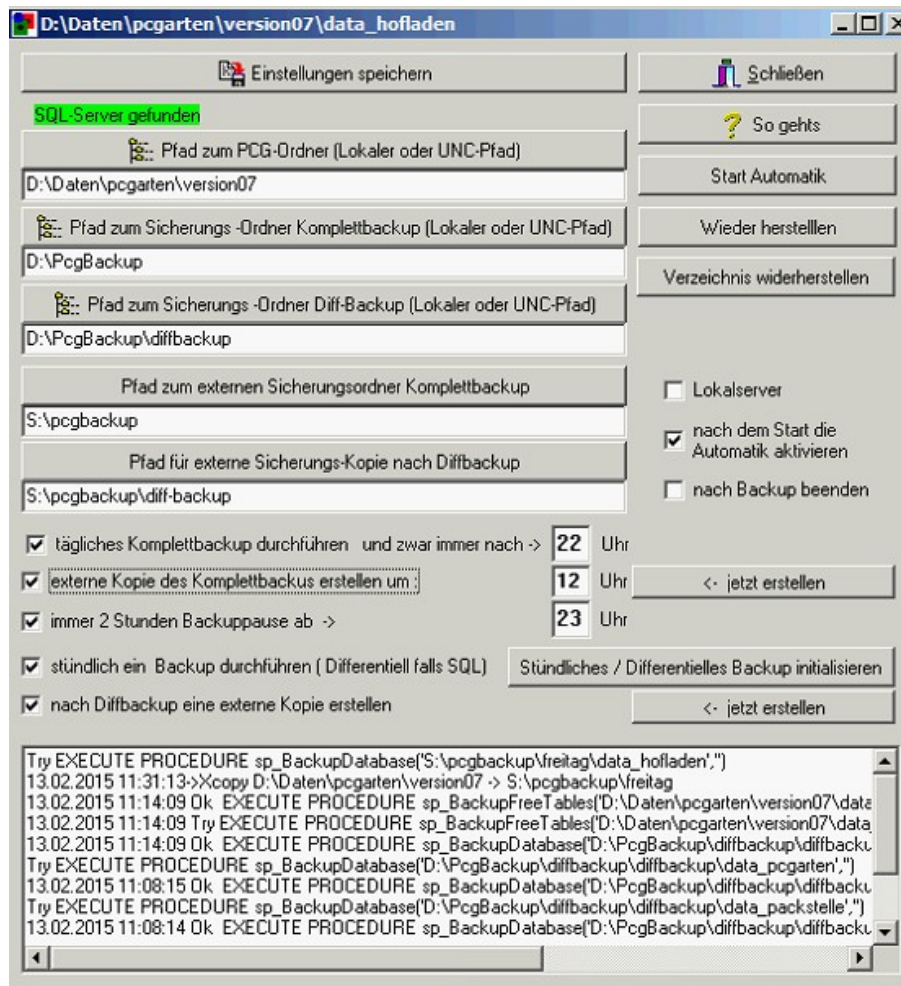 D:\Daten\pcgarten\version07\data_hofladen
Einstellungen speichern
Schließen
SQL-Server gefunden
So gehts
Pfad zum PCG-Ordner (Lokaler oder UNC-Pfad)
D:\Daten\pcgarten\version07
Start Automatik
Pfad zum Sicherungs -Ordner Komplettbackup (Lokaler oder UNC-Pfad)
Wieder herstelllen
D:\PcgBackup
Verzeichnis widerherstellen
Pfad zum Sicherungs -Ordner Diff-Backup (Lokaler oder UNC-Pfad)
D:\PcgBackup\diffbackup
Pfad zum externen Sicherungsordner Komplettbackup
Lokalserver
S:\pcgbackup
nach dem Start die
Automatik aktivieren
Pfad für externe Sicherungs-Kopie nach Diffbackup
nach Backup beenden
S:\pcgbackup\diff-backup
tägliches Komplettbackup durchführen und zwar immer nach -> 22 Uhr
externe Kopie des Komplettbackus erstellen um : 12 Uhr <- jetzt erstellen
immer 2 Stunden Backuppause ab -> 23 Uhr
stündlich ein Backup durchführen ( Differentiell falls SQL) Stündliches / Differentielles Backup initialisieren
nach Diffbackup eine externe Kopie erstellen <- jetzt erstellen
Try EXECUTE PROCEDURE sp_BackupDatabase('S:\pcgbackup\freitag\data_hofladen','')
13.02.2015 11:31:13->Xcopy D:\Daten\pcgarten\version07 -> S:\pcgbackup\freitag
13.02.2015 11:14:09 Ok EXECUTE PROCEDURE sp_BackupFreeTables('D:\Daten\pcgarten\version07\data
13.02.2015 11:14:09 Try EXECUTE PROCEDURE sp_BackupFreeTables('D:\Daten\pcgarten\version07\data_
13.02.2015 11:14:09 Ok EXECUTE PROCEDURE sp_BackupDatabase('D:\PcgBackup\diffbackup\diffbacku
Try EXECUTE PROCEDURE sp_BackupDatabase('D:\PcgBackup\diffbackup\diffbackup\data_pcgarten','')
13.02.2015 11:08:15 Ok EXECUTE PROCEDURE sp_BackupDatabase('D:\PcgBackup\diffbackup\diffbacku
Try EXECUTE PROCEDURE sp_BackupDatabase('D:\PcgBackup\diffbackup\diffbackup\data_packstelle','')
13.02.2015 11:08:14 Ok EXECUTE PROCEDURE sp_BackupDatabase('D:\PcgBackup\diffbackup\diffbacku